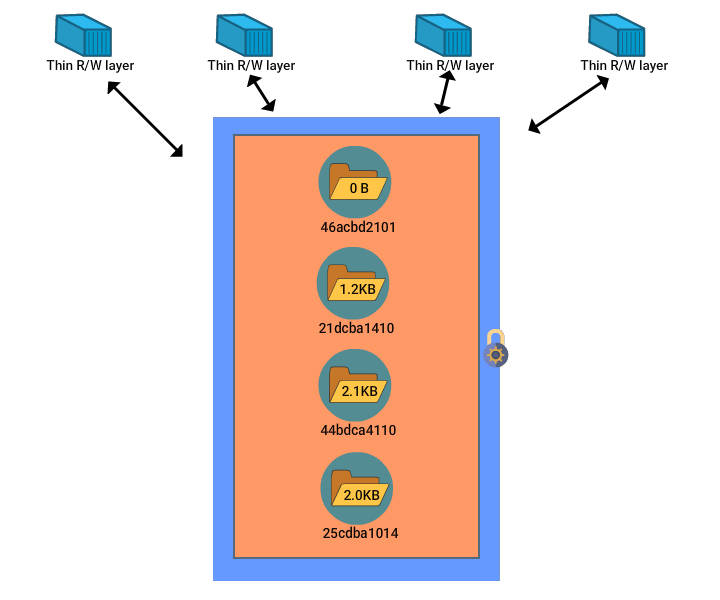 Thin R/W layer
Thin R/W layer
Thin R/W layer
Thin R/W layer
0 B
46acbd2101
1.2KB
21dcba1410
2.1KB
44bdca4110
2.0KB
25cdba1014